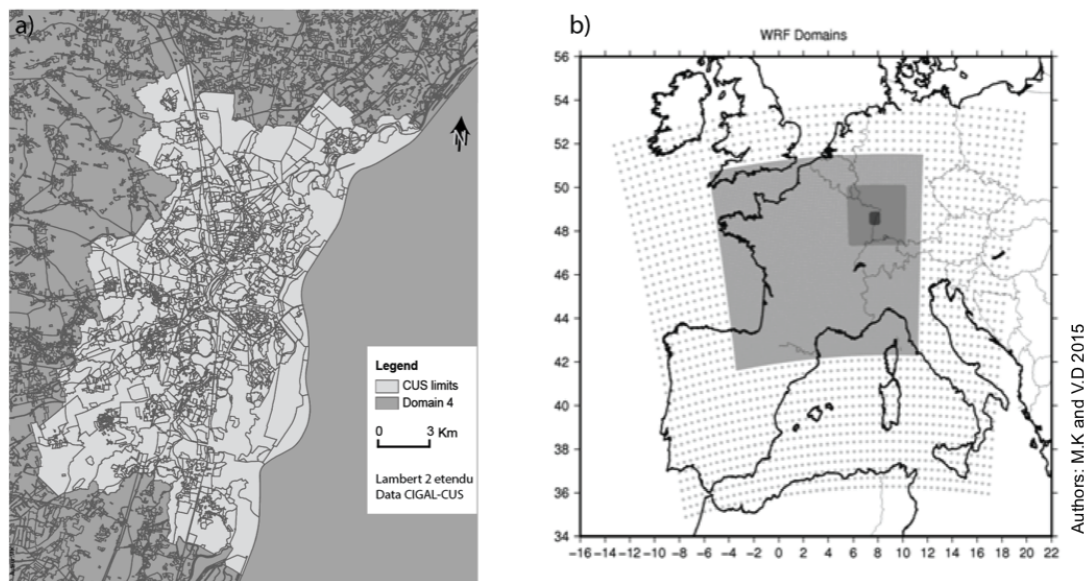 a)
Legend
CUS limits
Domain 4
0 3 Km
Lambert 2 etendu
Data CIGAL-CUS
b)
WRF Domains
56
54
52
50
48
46
44
42
40
38
36
34
-16 -14 -12 -10 -8 -6 -4 -2 0 2 4 6 8 10 12 14 16 18 20 22
Authors: M.K and V.D 2015